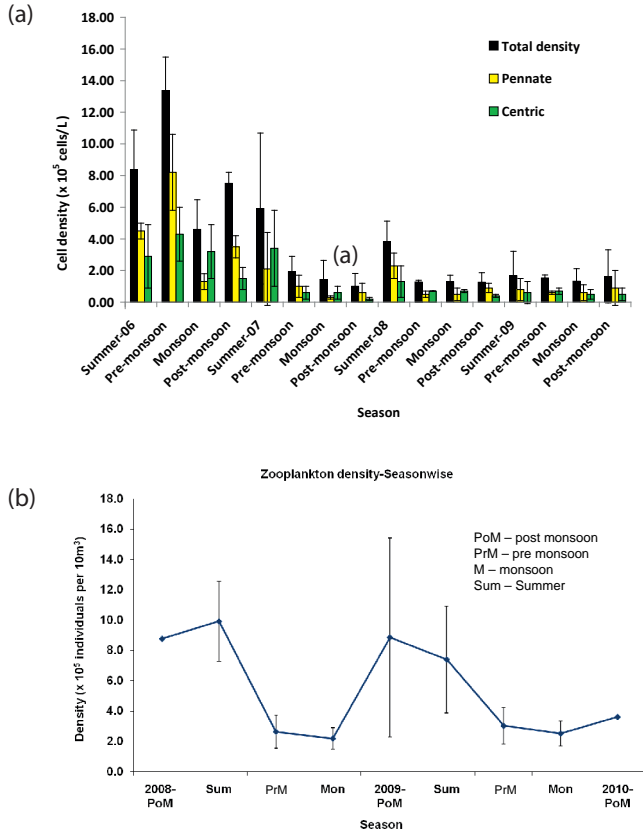 (a)
18.00
16.00
14.00
12.00
10.00
8.00
6.00
4.00
2.00
0.00
Cell density (x 10⁵ cells/L)
Total density
Pennate
Centric
(a)
Summer-06
Pre-monsoon
Monsoon
Post-monsoon
Summer-07
Pre-monsoon
Monsoon
Post-monsoon
Summer-08
Pre-monsoon
Monsoon
Post-monsoon
Summer-09
Pre-monsoon
Monsoon
Post-monsoon
Season
(b)
Zooplankton density-Seasonwise
18.0
16.0
14.0
12.0
10.0
8.0
6.0
4.0
2.0
0.0
Density (x 10⁵ individuals per 10m³)
PoM – post monsoon
PrM – pre monsoon
M – monsoon
Sum – Summer
2008-PoM
Sum
PrM
Mon
2009-PoM
Sum
PrM
Mon
2010-PoM
Season